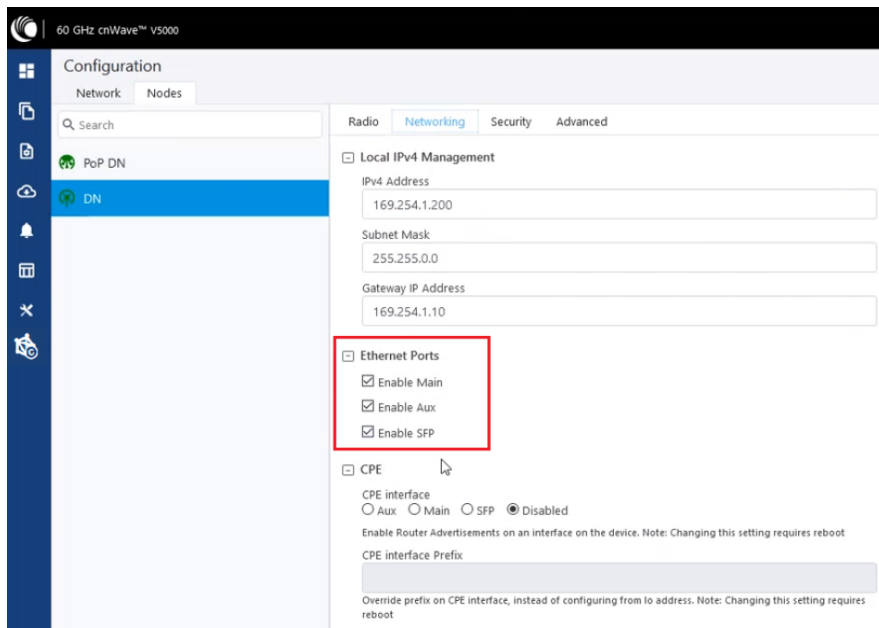 60 GHz cnWave™ V5000
Configuration
Network Nodes
Search
PoP DN
DN
Radio Networking Security Advanced
Local IPv4 Management
IPv4 Address
169.254.1.200
Subnet Mask
255.255.0.0
Gateway IP Address
169.254.1.10
Ethernet Ports
Enable Main
Enable Aux
Enable SFP
CPE
CPE interface
Aux Main SFP Disabled
Enable Router Advertisements on an interface on the device. Note: Changing this setting requires reboot
CPE interface Prefix
Override prefix on CPE interface, instead of configuring from lo address. Note: Changing this setting requires
reboot